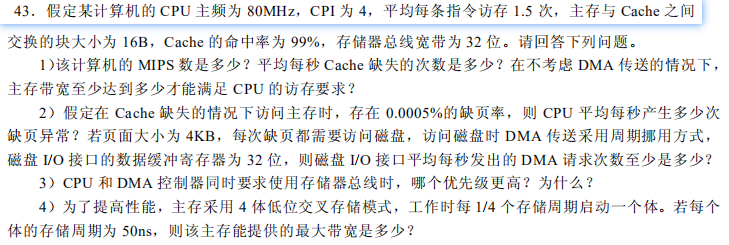 43. 假定某计算机的 CPU 主频为 80MHz，CPI 为 4，平均每条指令访存 1.5 次，主存与 Cache 之间
交换的块大小为 16B，Cache 的命中率为 99%，存储器总线宽带为 32 位。请回答下列问题。
1)该计算机的 MIPS 数是多少？平均每秒 Cache 缺失的次数是多少？在不考虑 DMA 传送的情况下，
主存带宽至少达到多少才能满足 CPU 的访存要求？
2）假定在 Cache 缺失的情况下访问主存时，存在 0.0005%的缺页率，则 CPU 平均每秒产生多少次
缺页异常？若页面大小为 4KB，每次缺页都需要访问磁盘，访问磁盘时 DMA 传送采用周期挪用方式，
磁盘 I/O 接口的数据缓冲寄存器为 32 位，则磁盘 I/O 接口平均每秒发出的 DMA 请求次数至少是多少？
3）CPU 和 DMA 控制器同时要求使用存储器总线时，哪个优先级更高？为什么？
4）为了提高性能，主存采用 4 体低位交叉存储模式，工作时每 1/4 个存储周期启动一个体。若每个
体的存储周期为 50ns，则该主存能提供的最大带宽是多少？